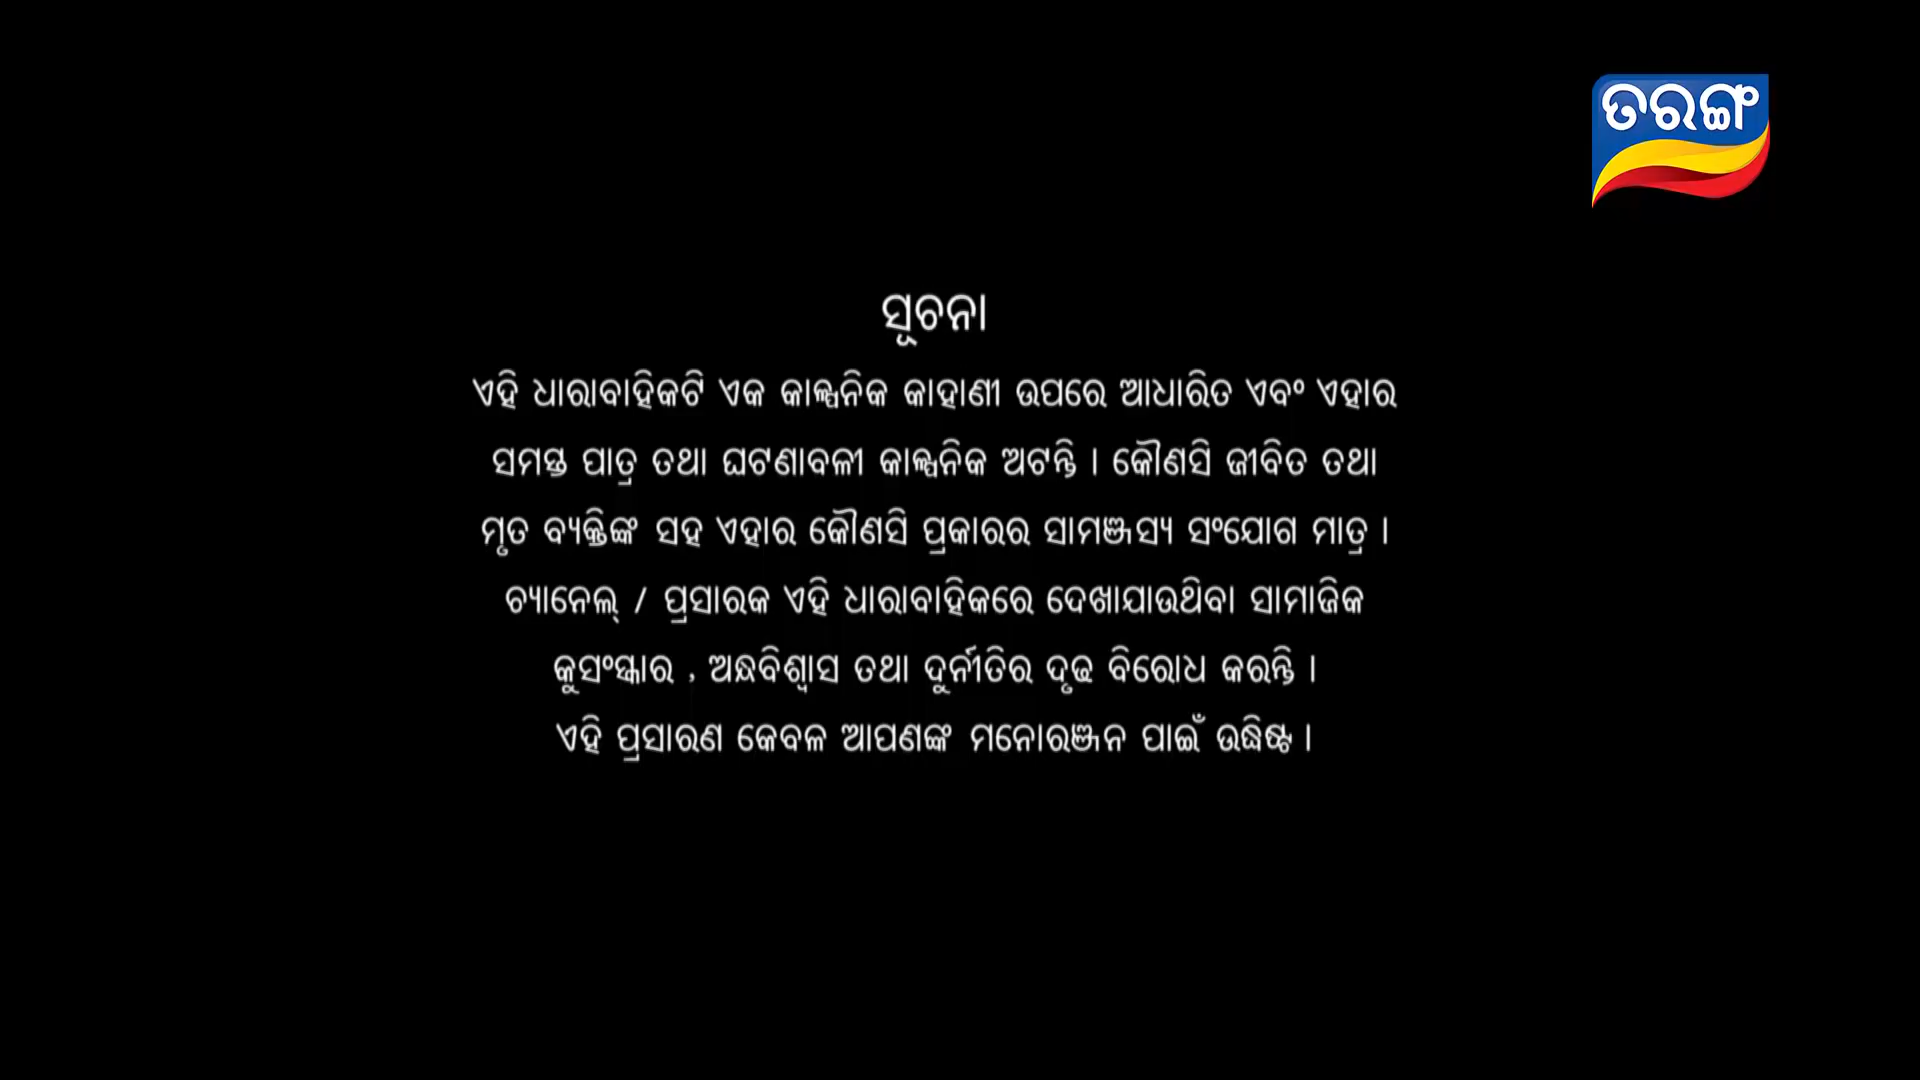 ତରଙ୍ଗ
ସୂଚନା
ଏହି ଧାରାବାହିକଟି ଏକ କାଳ୍ପନିକ କାହାଣୀ ଉପରେ ଆଧାରିତ ଏବଂ ଏହାର
ସମସ୍ତ ପାତ୍ର ତଥା ଘଟଣାବଳୀ କାଳ୍ପନିକ ଅଟନ୍ତି । କୌଣସି ଜୀବିତ ତଥା
ମୃତ ବ୍ୟକ୍ତିଙ୍କ ସହ ଏହାର କୌଣସି ପ୍ରକାରର ସାମଞ୍ଜସ୍ୟ ସଂଯୋଗ ମାତ୍ର ।
ଚ୍ୟାନେଲ୍ / ପ୍ରସାରକ ଏହି ଧାରାବାହିକରେ ଦେଖାଯାଉଥିବା ସାମାଜିକ
କୁସଂସ୍କାର , ଅନ୍ଧବିଶ୍ୱାସ ତଥା ଦୁର୍ନୀତିର ଦୃଢ ବିରୋଧ କରନ୍ତି ।
ଏହି ପ୍ରସାରଣ କେବଳ ଆପଣଙ୍କ ମନୋରଞ୍ଜନ ପାଇଁ ଉଦ୍ଧିଷ୍ଟ ।